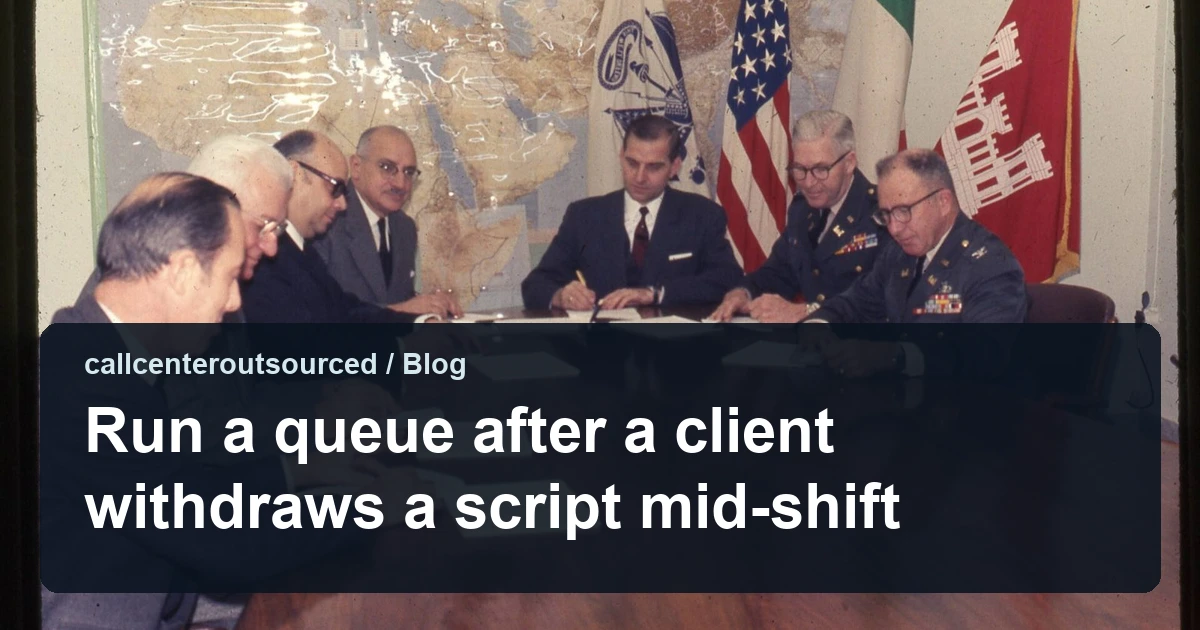 callcenteroutsourced / Blog
Run a queue after a client
withdraws a script mid-shift